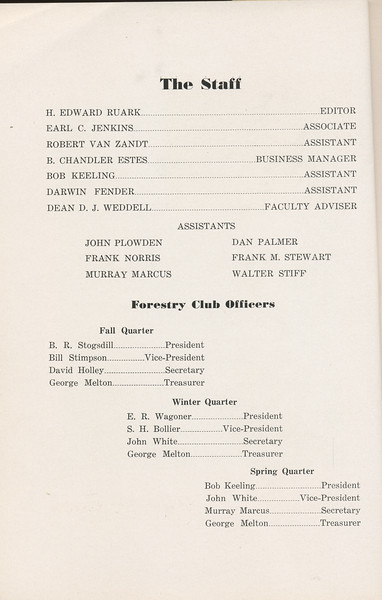 The Staff
H. EDWARD RUARK........EDITOR
EARL C. JENKINS........ASSOCIATE
ROBERT VAN ZANDT........ASSISTANT
B. CHANDLER ESTES........BUSINESS MANAGER
BOB KEELING........ASSISTANT
DARWIN FENDER........ASSISTANT
DEAN D. J. WEDDELL........FACULTY ADVISER
ASSISTANTS
JOHN PLOWDEN DAN PALMER
FRANK NORRIS FRANK M. STEWART
MURRAY MARCUS WALTER STIFF
Forestry Club Officers
Fall Quarter
B. R. Stogsdill........President
Bill Stimpson........Vice-President
David Holley........Secretary
George Melton........Treasurer
Winter Quarter
E. R. Wagoner........President
S. H. Bollier........Vice-President
John White........Secretary
George Melton........Treasurer
Spring Quarter
Bob Keeling........President
John White........Vice-President
Murray Marcus........Secretary
George Melton........Treasurer